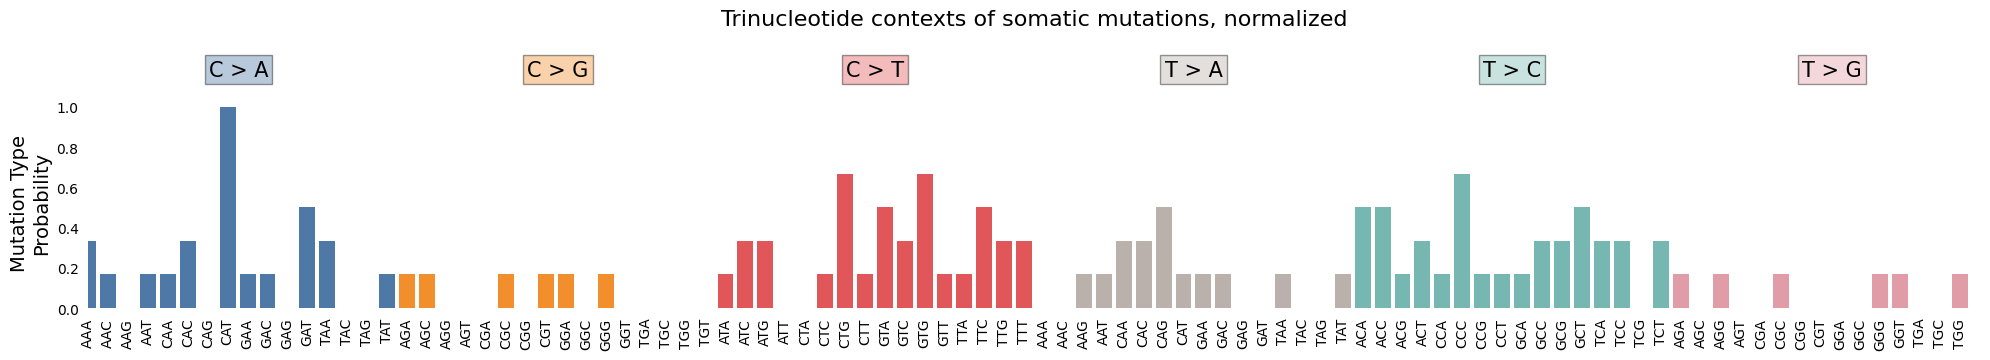 Trinucleotide contexts of somatic mutations, normalized
C > A
C > G
C > T
T > A
T > C
T > G
Mutation Type
Probability
1.0
0.8
0.6
0.4
0.2
0.0
AAA
AAC
AAG
AAT
CAA
CAC
CAG
CAT
GAA
GAC
GAG
GAT
TAA
TAC
TAG
TAT
AGA
AGC
AGG
AGT
CGA
CGC
CGG
CGT
GGA
GGC
GGG
GGT
TGA
TGC
TGG
TGT
ATA
ATC
ATG
ATT
CTA
CTC
CTG
CTT
GTA
GTC
GTG
GTT
TTA
TTC
TTG
TTT
AAA
AAC
AAG
AAT
CAA
CAC
CAG
CAT
GAA
GAC
GAG
GAT
TAA
TAC
TAG
TAT
ACA
ACC
ACG
ACT
CCA
CCC
CCG
CCT
GCA
GCC
GCG
GCT
TCA
TCC
TCG
TCT
AGA
AGC
AGG
AGT
CGA
CGC
CGG
CGT
GGA
GGC
GGG
GGT
TGA
TGC
TGG